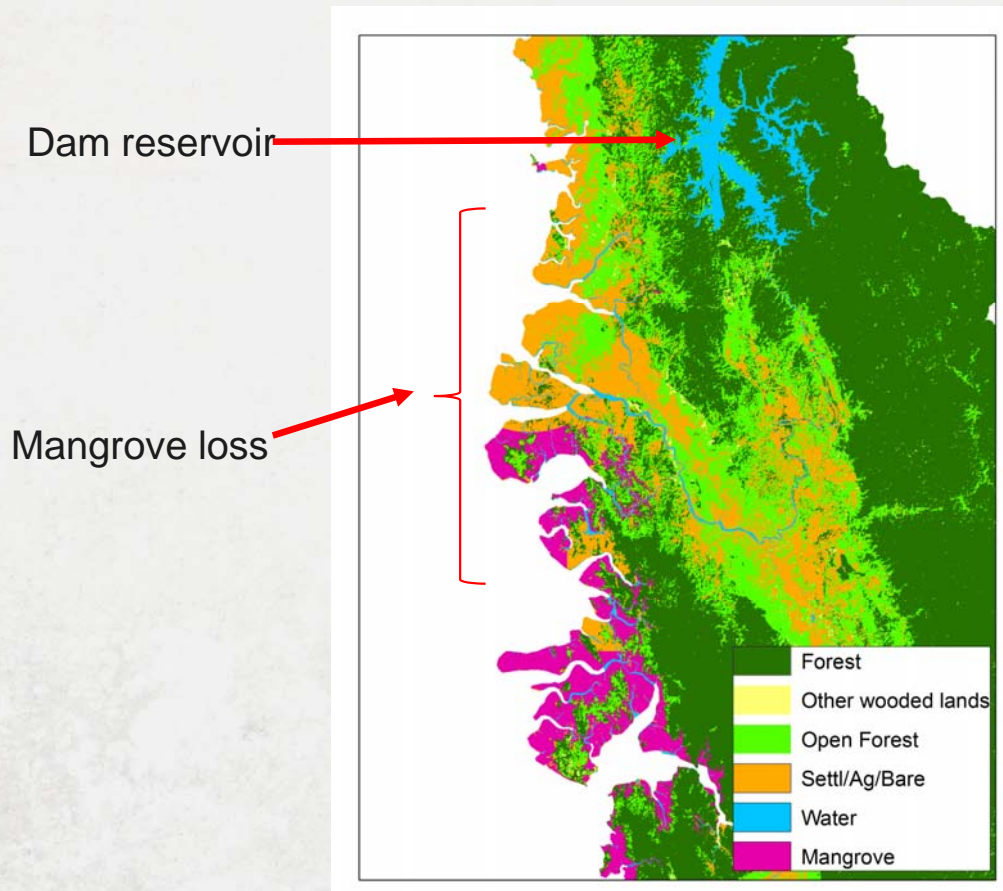 Dam reservoir
Mangrove loss
Forest
Other wooded lands
Open Forest
Settl/Ag/Bare
Water
Mangrove